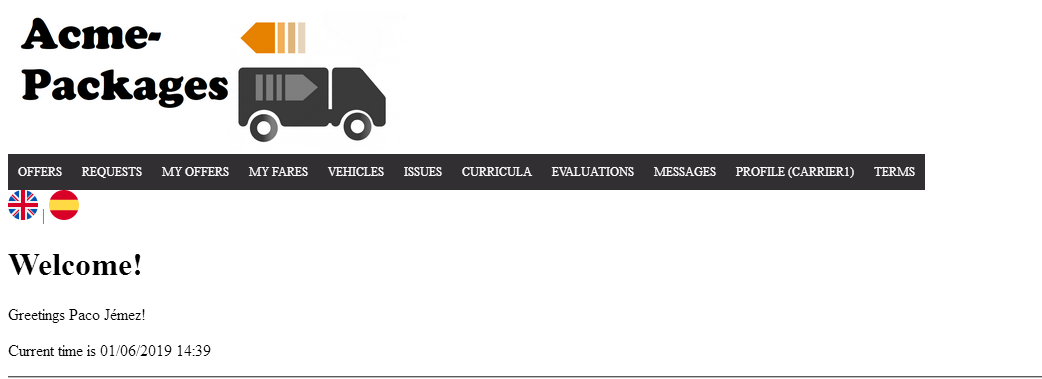 Acme-
Packages
OFFERS REQUESTS MY OFFERS MY FARES VEHICLES ISSUES CURRICULA EVALUATIONS MESSAGES PROFILE (CARRIER1) TERMS
|
Welcome!
Greetings Paco Jémez!
Current time is 01/06/2019 14:39